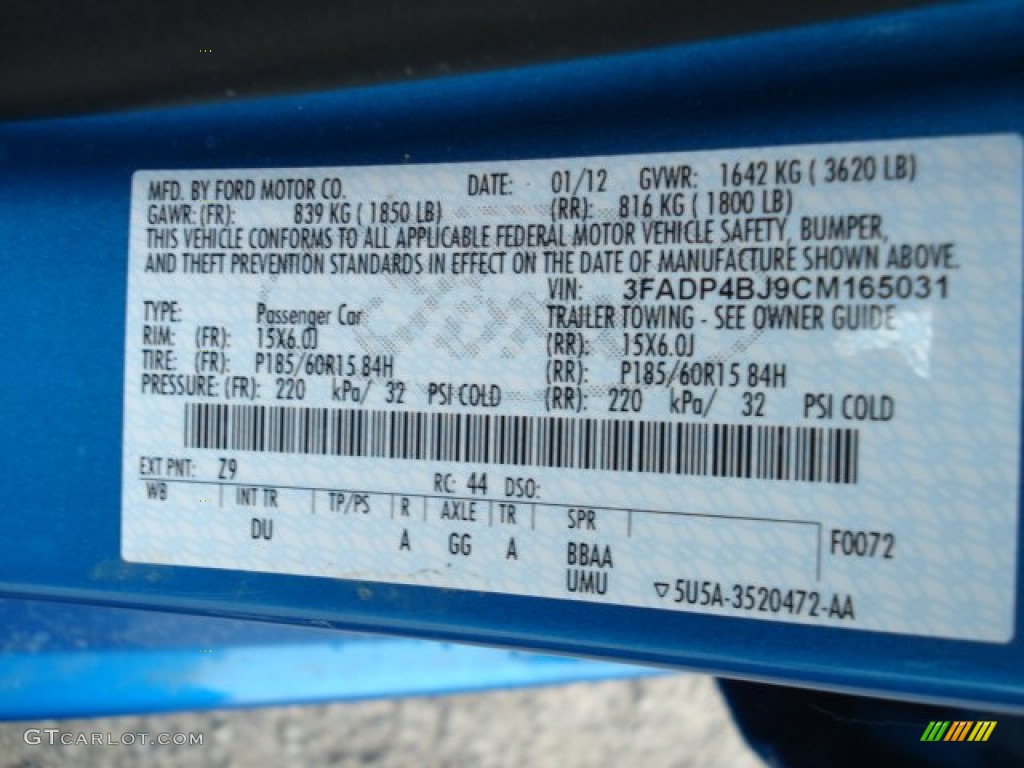 MFD. BY FORD MOTOR CO. DATE: 01/12 GVWR: 1642 KG ( 3620 LB)
GAWR: (FR): 839 KG ( 1850 LB) (RR): 816 KG ( 1800 LB)
THIS VEHICLE CONFORMS TO ALL APPLICABLE FEDERAL MOTOR VEHICLE SAFETY, BUMPER,
AND THEFT PREVENTION STANDARDS IN EFFECT ON THE DATE OF MANUFACTURE SHOWN ABOVE.
VIN: 3FADP4BJ9CM165031
TYPE: Passenger Car TRAILER TOWING - SEE OWNER GUIDE
RIM: (FR): 15X6.0J (RR): 15X6.0J
TIRE: (FR): P185/60R15 84H (RR): P185/60R15 84H
PRESSURE: (FR): 220 kPa/ 32 PSI COLD (RR): 220 kPa/ 32 PSI COLD
EXT PNT: Z9 RC: 44 DSO:
WB INT TR TP/PS R AXLE TR SPR F0072
DU A GG A BBAA
UMU ▽5U5A-3520472-AA
GTCARLOT.COM